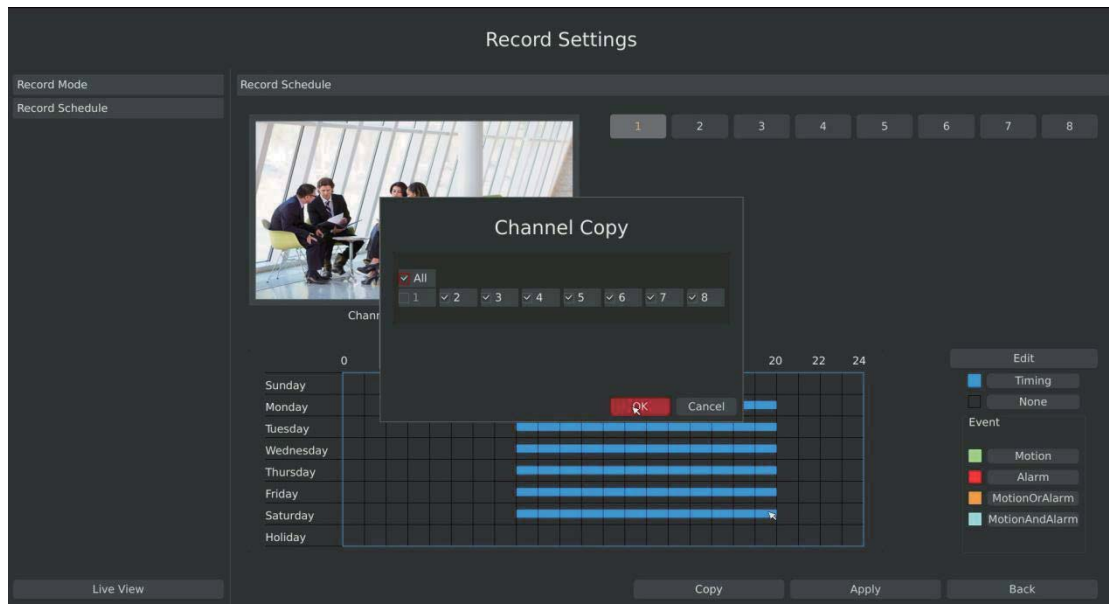 Record Settings
Record Mode
Record Schedule
Record Schedule
1 2 3 4 5 6 7 8
Channel Copy
All
1 2 3 4 5 6 7 8
Chann
OK Cancel
0 20 22 24
Sunday
Monday
Tuesday
Wednesday
Thursday
Friday
Saturday
Holiday
Edit
Timing
None
Event
Motion
Alarm
MotionOrAlarm
MotionAndAlarm
Live View Copy Apply Back